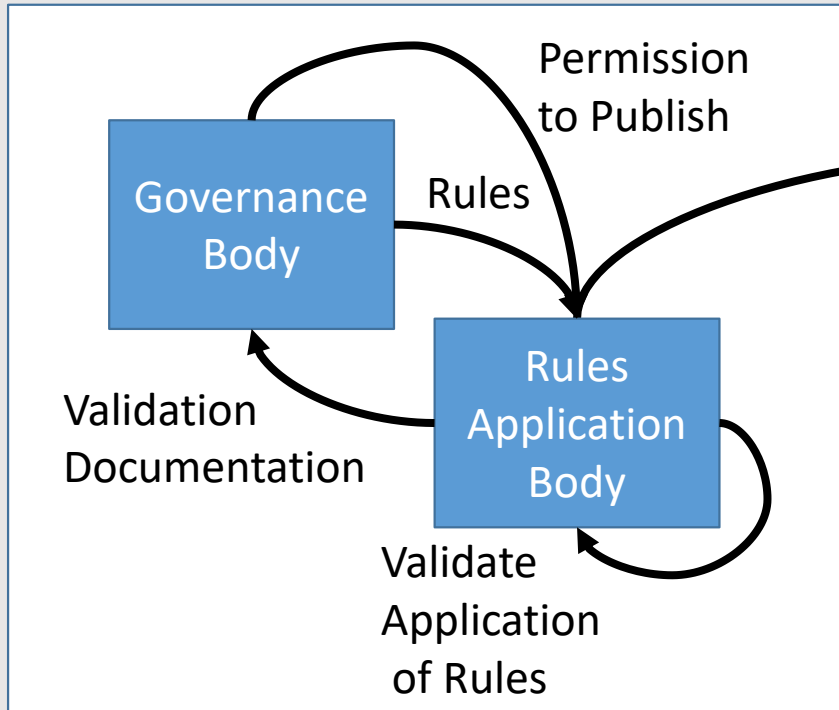 Permission
to Publish
Governance
Body
Rules
Rules
Application
Body
Validation
Documentation
Validate
Application
of Rules